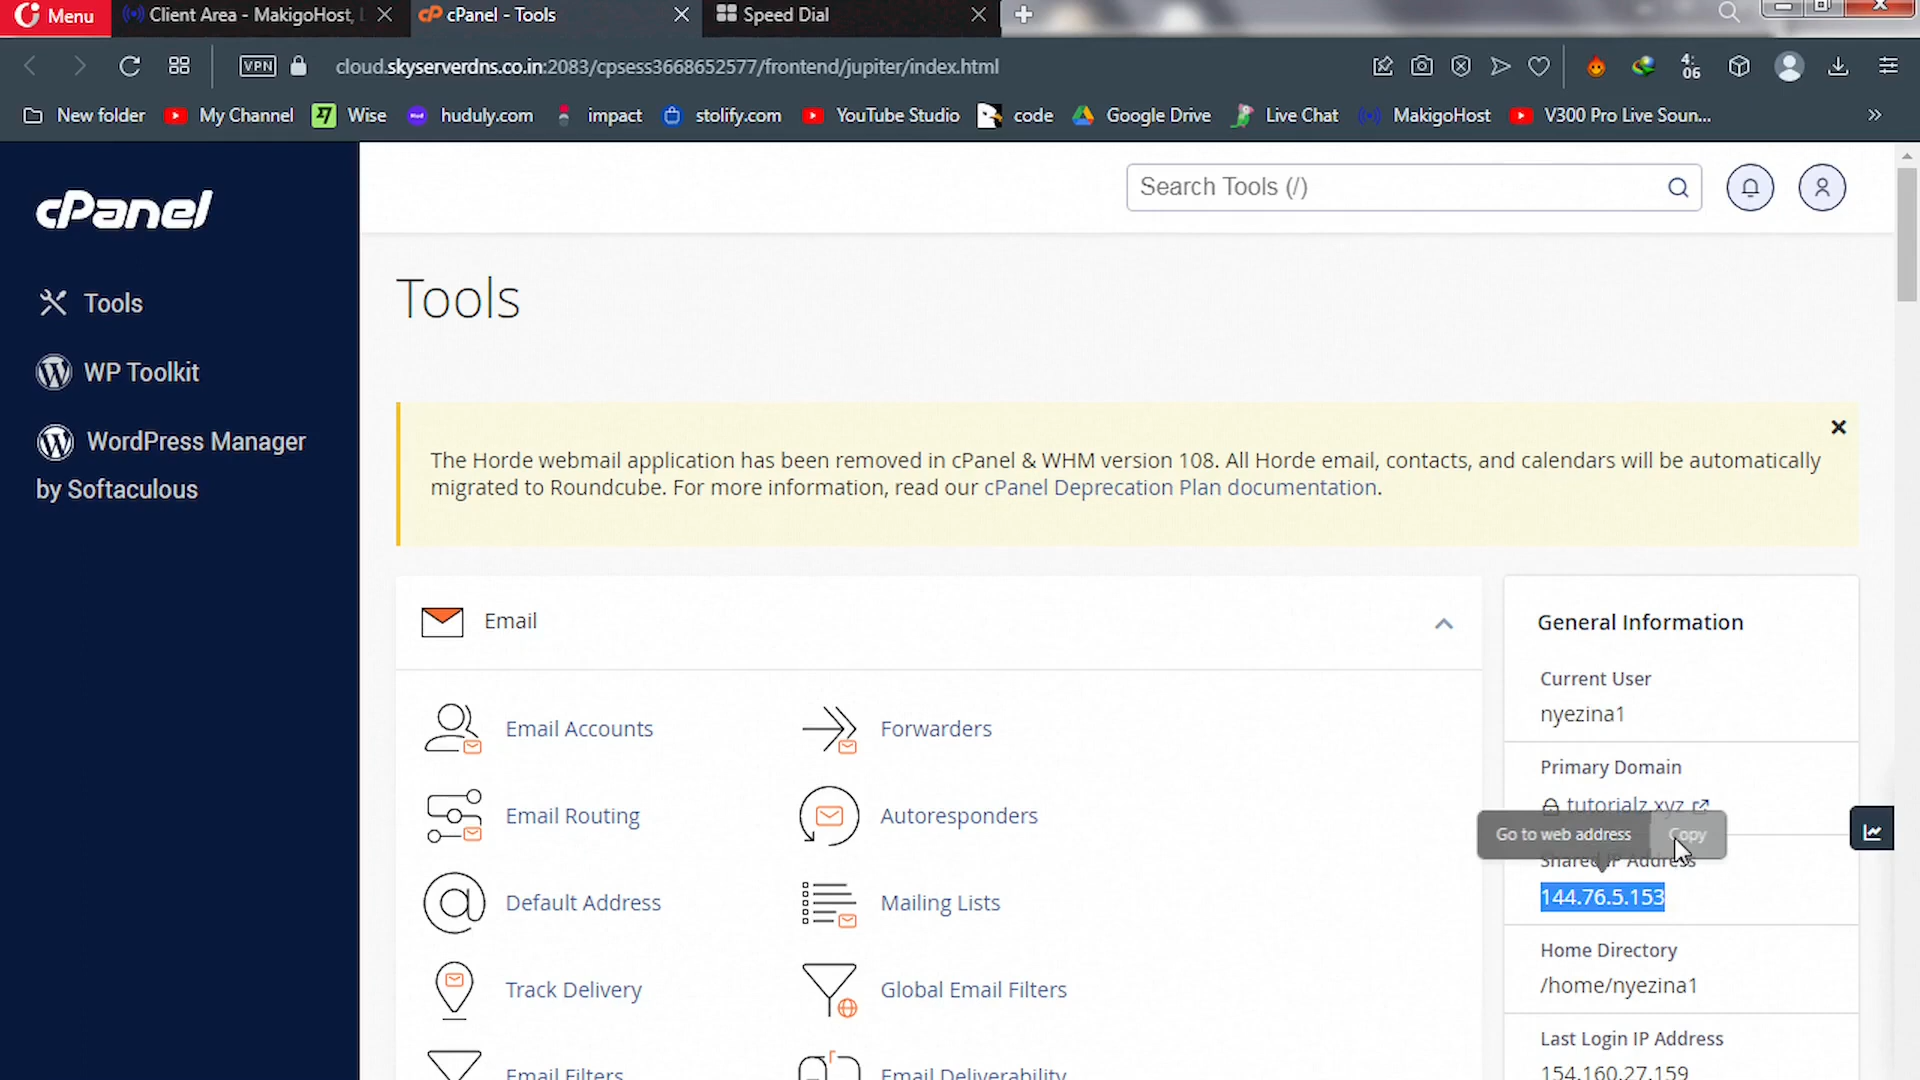 Menu
Client Area - MakigoHost, L
cPanel - Tools
Speed Dial
VPN
cloud.skyserverdns.co.in:2083/cpsess3668652577/frontend/jupiter/index.html
4:
06
New folder
My Channel
Wise
huduly.com
impact
stolify.com
YouTube Studio
code
Google Drive
Live Chat
MakigoHost
V300 Pro Live Soun...
cPanel
Search Tools (/)
Tools
WP Toolkit
WordPress Manager
by Softaculous
Tools
The Horde webmail application has been removed in cPanel & WHM version 108. All Horde email, contacts, and calendars will be automatically
migrated to Roundcube. For more information, read our cPanel Deprecation Plan documentation.
Email
Email Accounts
Forwarders
Email Routing
Autoresponders
Default Address
Mailing Lists
Track Delivery
Global Email Filters
Email Filters
Email Deliverability
General Information
Current User
nyezina1
Primary Domain
tutorialz.xyz
Go to web address
Copy
Shared IP Address
144.76.5.153
Home Directory
/home/nyezina1
Last Login IP Address
154.160.27.159